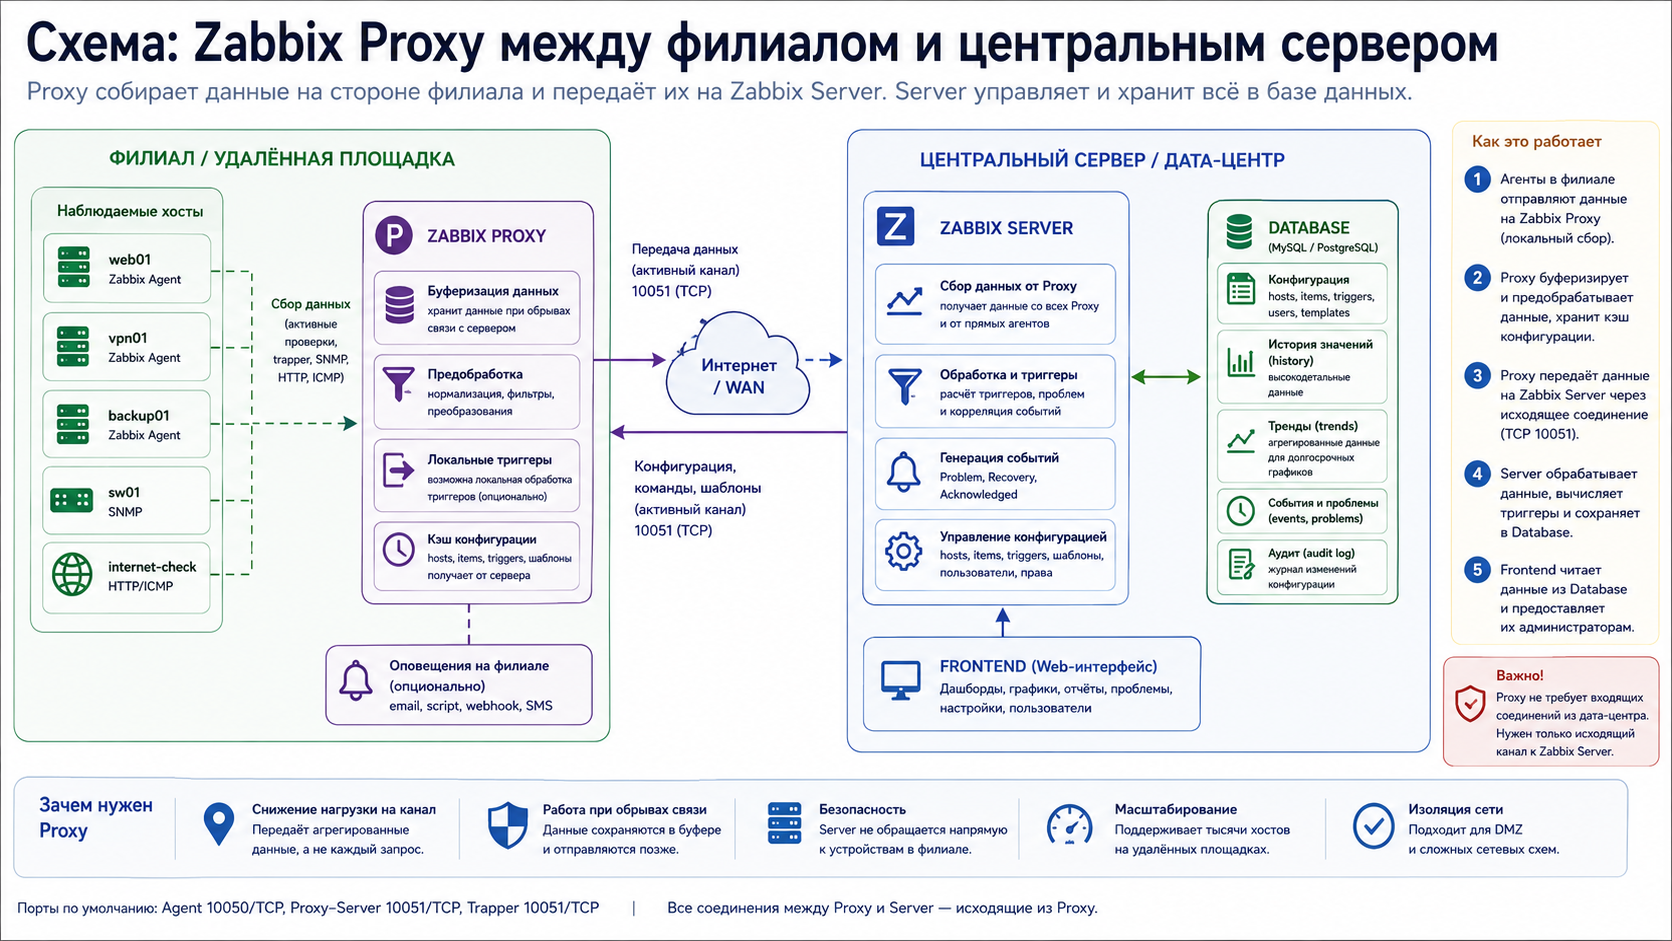 Схема: Zabbix Proxy между филиалом и центральным сервером
Proxy собирает данные на стороне филиала и передаёт их на Zabbix Server. Server управляет и хранит всё в базе данных.
ФИЛИАЛ / УДАЛЁННАЯ ПЛОЩАДКА
Наблюдаемые хосты
web01
Zabbix Agent
vpn01
Zabbix Agent
backup01
Zabbix Agent
sw01
SNMP
internet-check
HTTP/ICMP
Сбор данных
(активные
проверки,
trapper, SNMP,
HTTP, ICMP)
P
ZABBIX PROXY
Буферизация данных
хранит данные при обрывах
связи с сервером
Предобработка
нормализация, фильтры,
преобразования
Локальные триггеры
возможна локальная обработка
триггеров (опционально)
Кэш конфигурации
hosts, items, triggers, шаблоны
получает от сервера
Оповещения на филиале
(опционально)
email, script, webhook, SMS
Передача данных
(активный канал)
10051 (TCP)
Интернет
/ WAN
Конфигурация,
команды, шаблоны
(активный канал)
10051 (TCP)
ЦЕНТРАЛЬНЫЙ СЕРВЕР / ДАТА-ЦЕНТР
Z
ZABBIX SERVER
Сбор данных от Proxy
получает данные со всех Proxy
и от прямых агентов
Обработка и триггеры
расчёт триггеров, проблем
и корреляция событий
Генерация событий
Problem, Recovery,
Acknowledged
Управление конфигурацией
hosts, items, triggers, шаблоны,
пользователи, права
FRONTEND (Web-интерфейс)
Дашборды, графики, отчёты, проблемы,
настройки, пользователи
DATABASE
(MySQL / PostgreSQL)
Конфигурация
hosts, items, triggers,
users, templates
История значений
(history)
высокодетальные
данные
Тренды (trends)
агрегированные данные
для долгосрочных
графиков
События и проблемы
(events, problems)
Аудит (audit log)
журнал изменений
конфигурации
Как это работает
1 Агенты в филиале
отправляют данные
на Zabbix Proxy
(локальный сбор).
2 Proxy буферизирует
и предобрабатывает
данные, хранит кэш
конфигурации.
3 Proxy передаёт данные
на Zabbix Server через
исходящее соединение
(TCP 10051).
4 Server обрабатывает
данные, вычисляет
триггеры и сохраняет
в Database.
5 Frontend читает
данные из Database
и предоставляет
их администраторам.
Важно!
Proxy не требует входящих
соединений из дата-центра.
Нужен только исходящий
канал к Zabbix Server.
Зачем нужен
Proxy
Снижение нагрузки на канал
Передаёт агрегированные
данные, а не каждый запрос.
Работа при обрывах связи
Данные сохраняются в буфере
и отправляются позже.
Безопасность
Server не обращается напрямую
к устройствам в филиале.
Масштабирование
Поддерживает тысячи хостов
на удалённых площадках.
Изоляция сети
Подходит для DMZ
и сложных сетевых схем.
Порты по умолчанию: Agent 10050/TCP, Proxy–Server 10051/TCP, Trapper 10051/TCP | Все соединения между Proxy и Server — исходящие из Proxy.